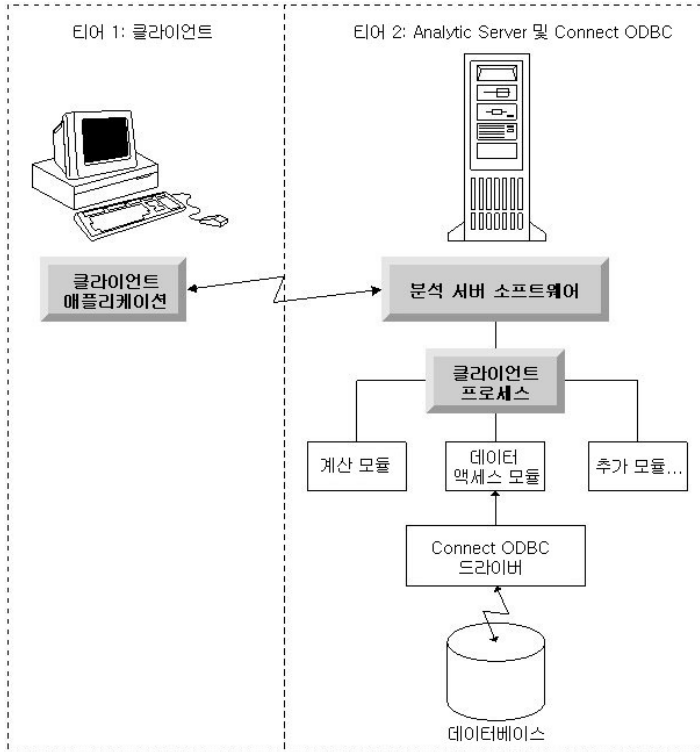 티어 1: 클라이언트
티어 2: Analytic Server 및 Connect ODBC
클라이언트
애플리케이션
분석 서버 소프트웨어
클라이언트
프로세스
계산 모듈
데이터
액세스 모듈
추가 모듈...
Connect ODBC
드라이버
데이터베이스